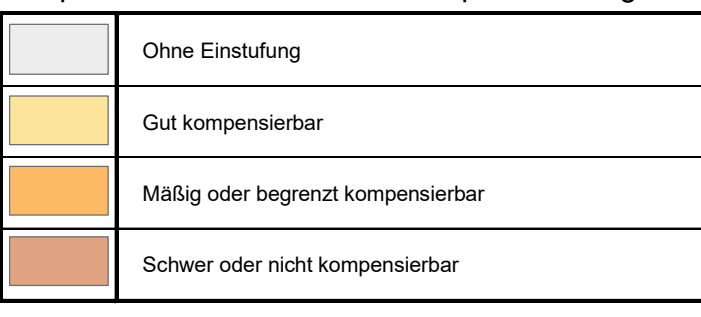 Ohne Einstufung
Gut kompensierbar
Mäßig oder begrenzt kompensierbar
Schwer oder nicht kompensierbar